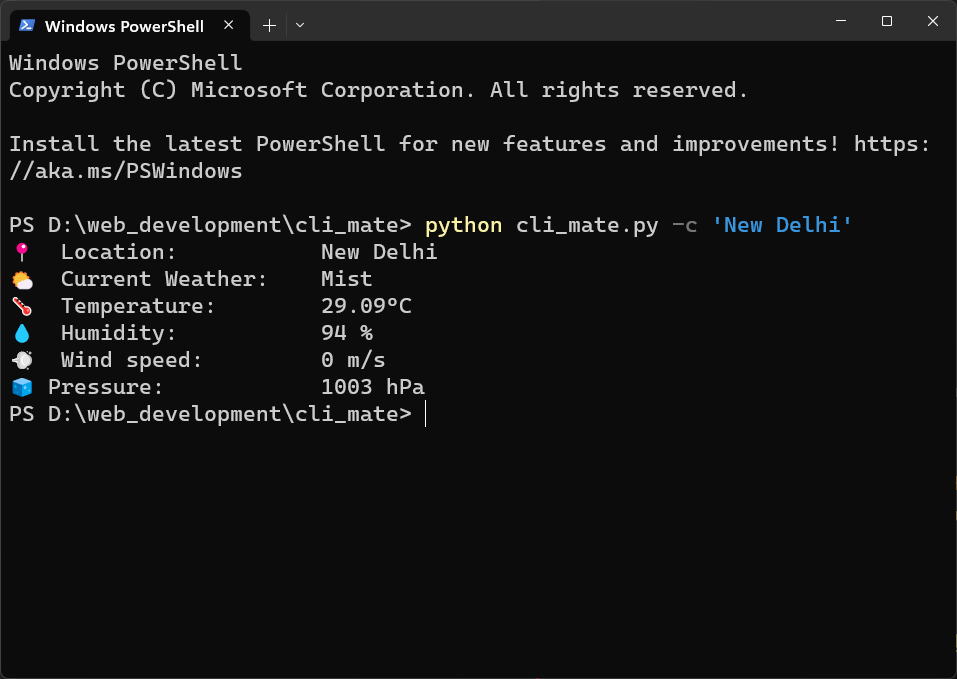 Windows PowerShell
Windows PowerShell
Copyright (C) Microsoft Corporation. All rights reserved.
Install the latest PowerShell for new features and improvements! https:
//aka.ms/PSWindows
PS D:\web_development\cli_mate> python cli_mate.py -c 'New Delhi'
Location: New Delhi
Current Weather: Mist
Temperature: 29.09°C
Humidity: 94 %
Wind speed: 0 m/s
Pressure: 1003 hPa
PS D:\web_development\cli_mate>